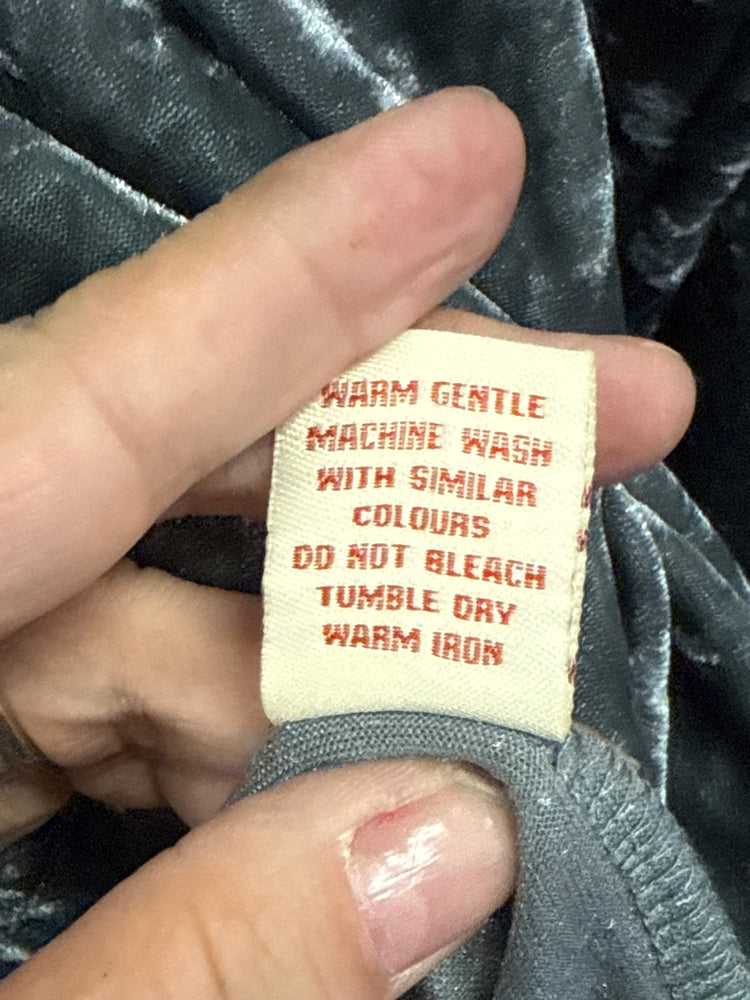 WARM GENTLE
MACHINE WASH
WITH SIMILAR
COLOURS
DO NOT BLEACH
TUMBLE DRY
WARM IRON